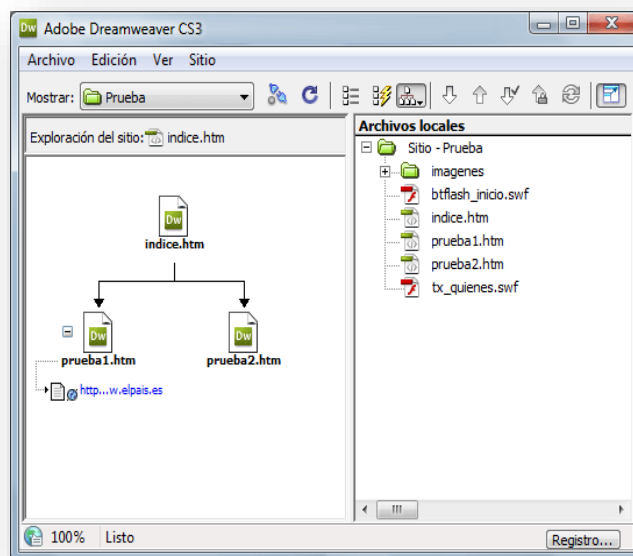 Dw Adobe Dreamweaver CS3
Archivo Edición Ver Sitio
Mostrar: Prueba
Exploración del sitio: indice.htm
Dw
indice.htm
Dw Dw
prueba1.htm prueba2.htm
http...w.elpais.es
Archivos locales
Sitio - Prueba
imagenes
btflash_inicio.swf
indice.htm
prueba1.htm
prueba2.htm
tx_quienes.swf
100% Listo
Registro...